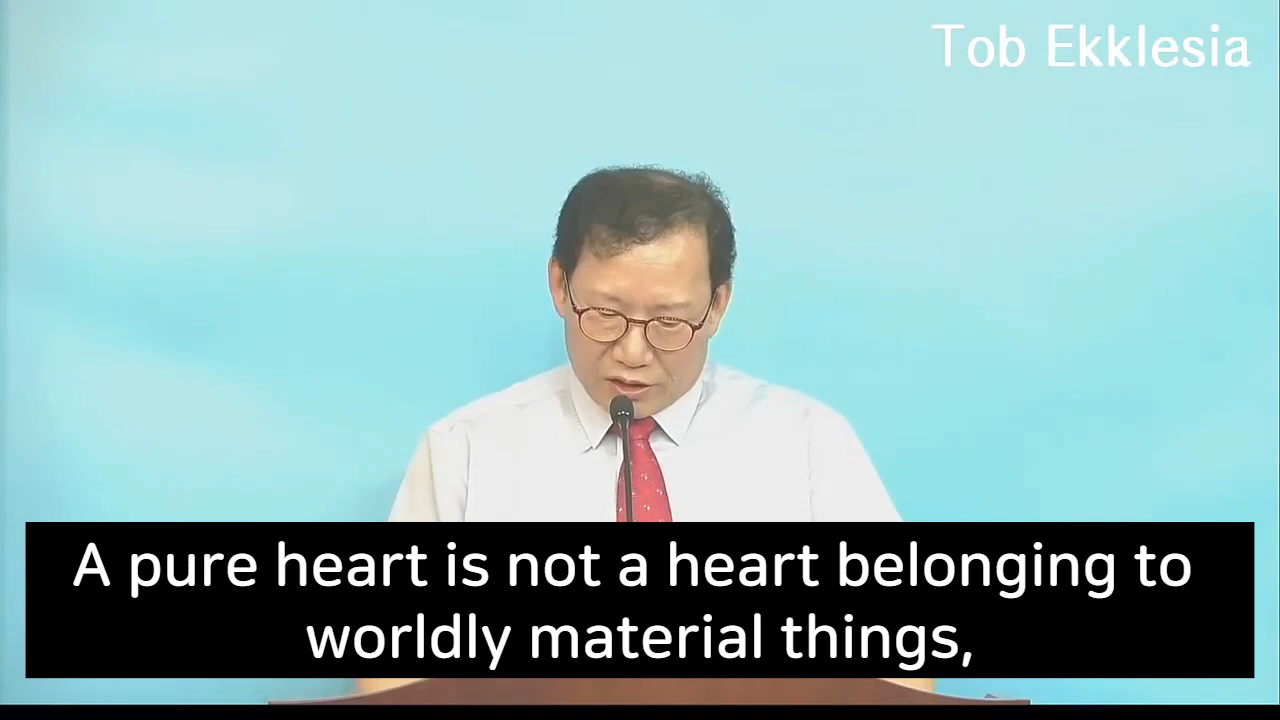 Tob Ekklesia
A pure heart is not a heart belonging to
worldly material things,